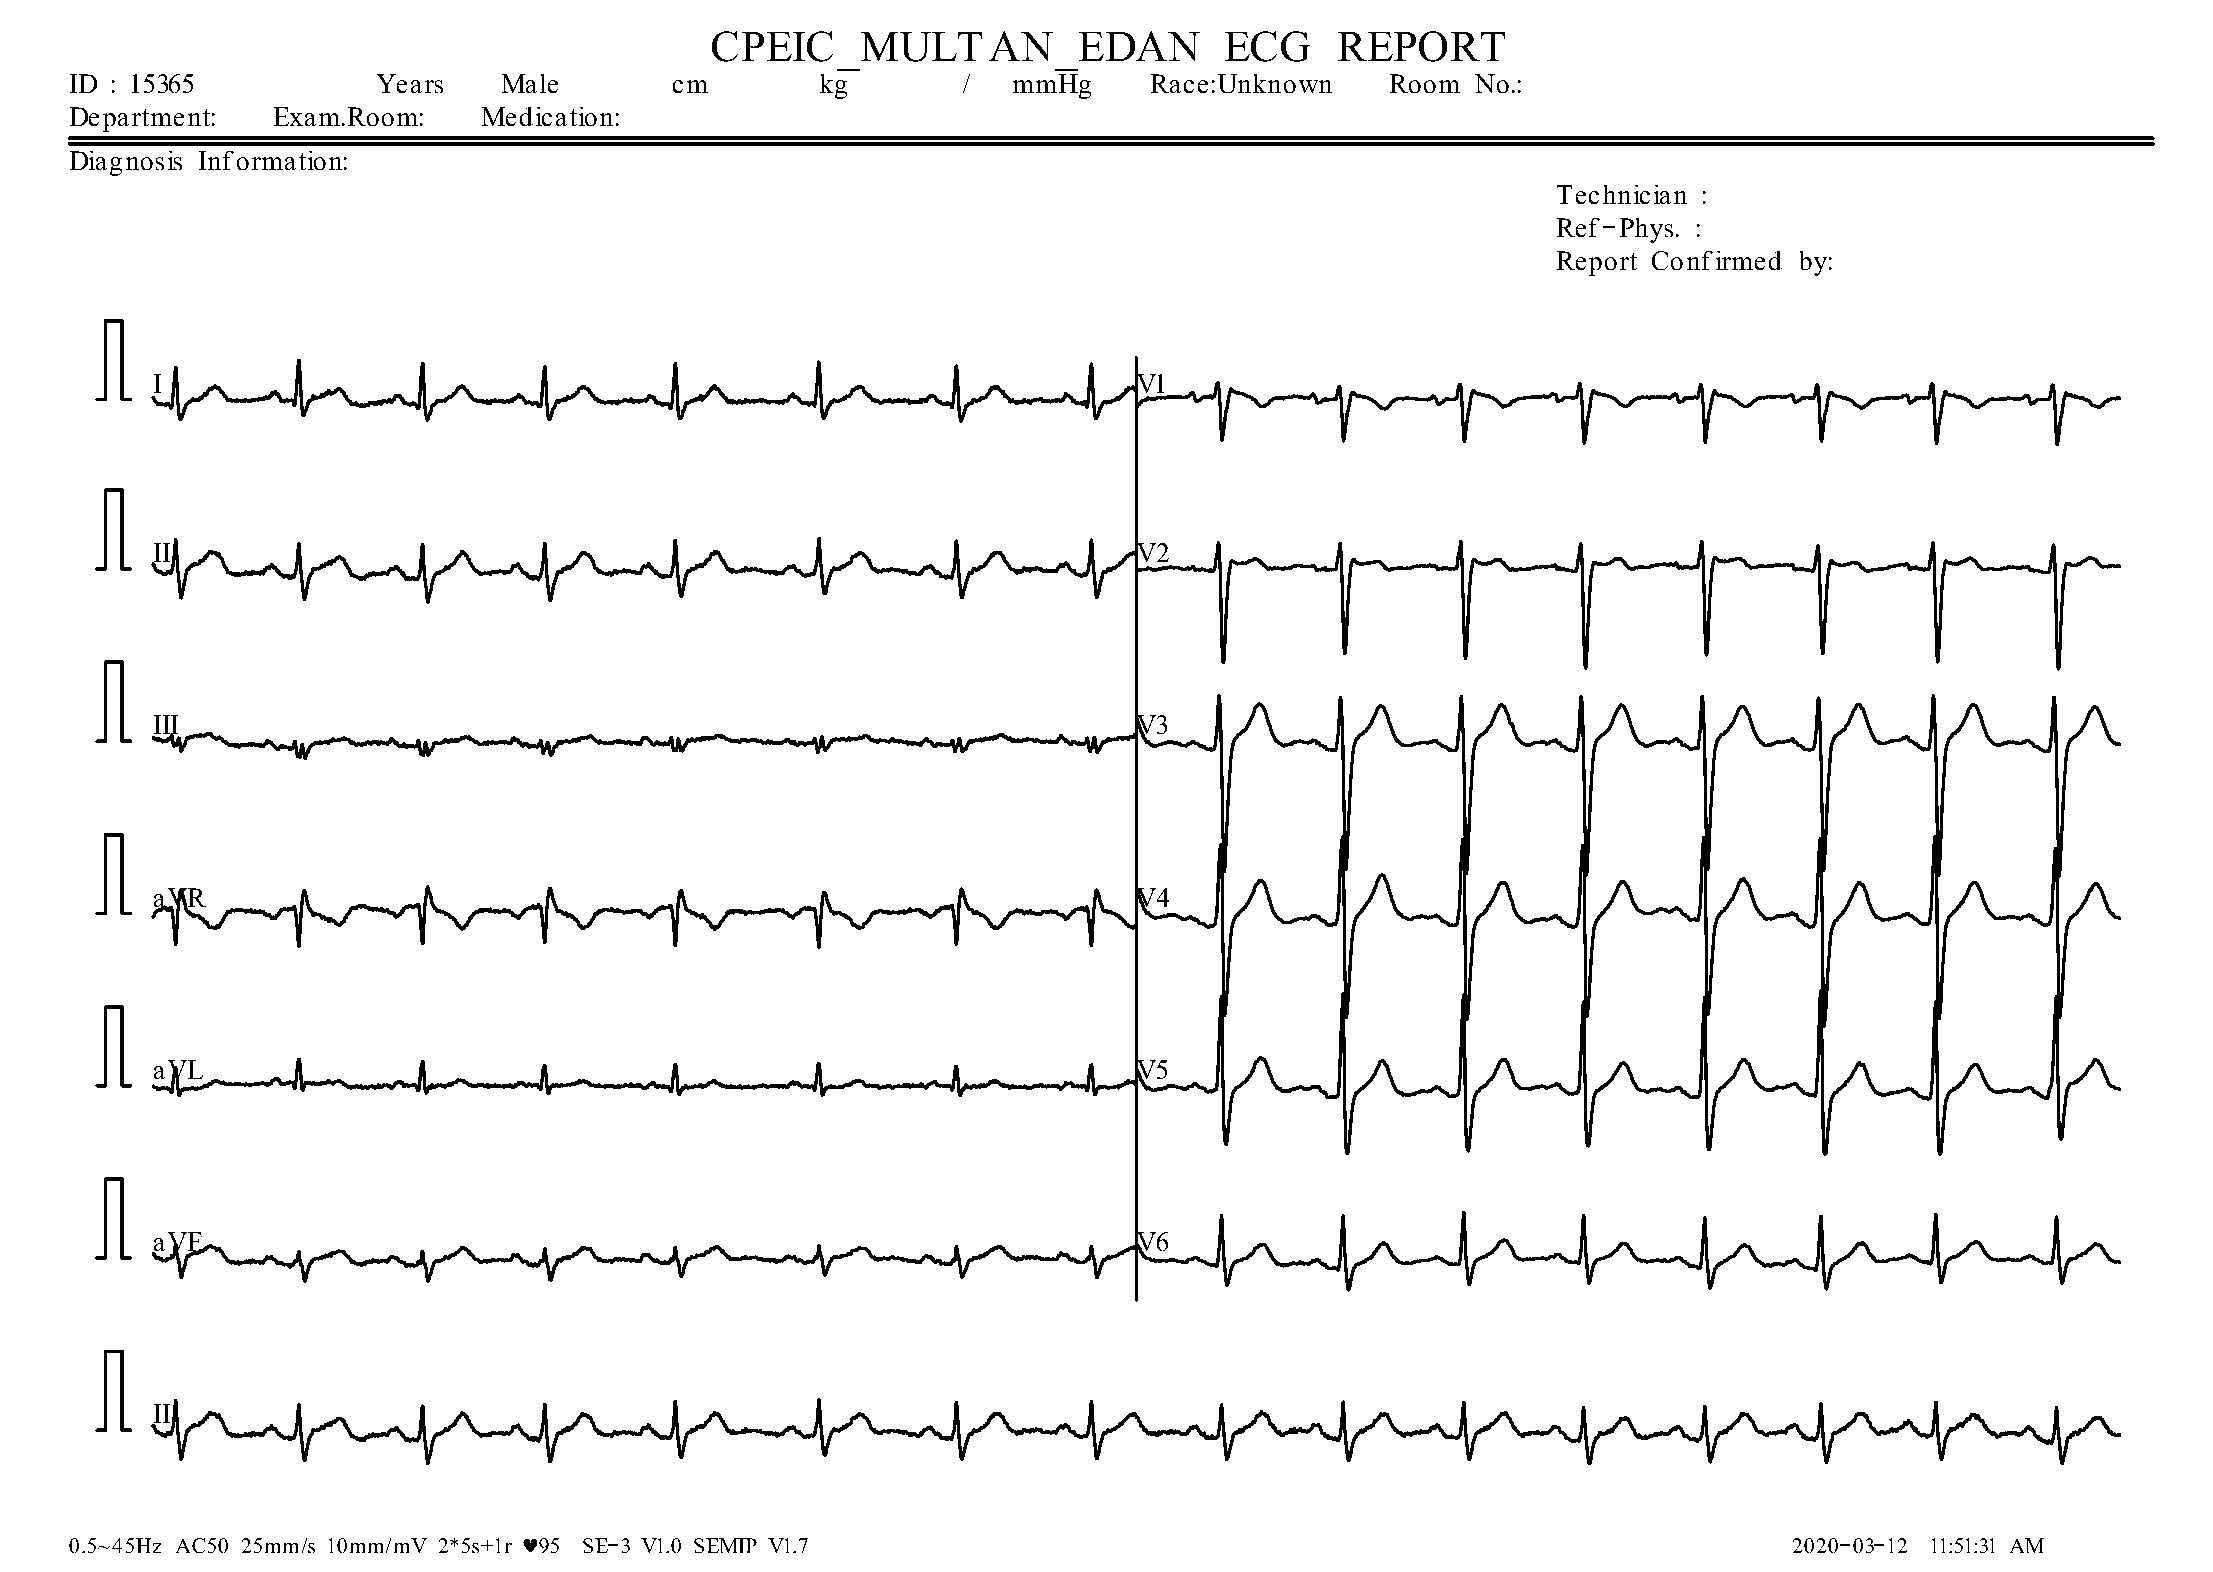 CPEIC_MULTAN_EDAN ECG REPORT
ID : 15365 Years Male cm kg / mmHg Race:Unknown Room No.:
Department: Exam.Room: Medication:
Diagnosis Information:
Technician :
Ref-Phys. :
Report Confirmed by:
I V1
II V2
III V3
aVR V4
aVL V5
aVF V6
II
0.5~45Hz AC50 25mm/s 10mm/mV 2*5s+1r ♥95 SE-3 V1.0 SEMIP V1.7 2020-03-12 11:51:31 AM